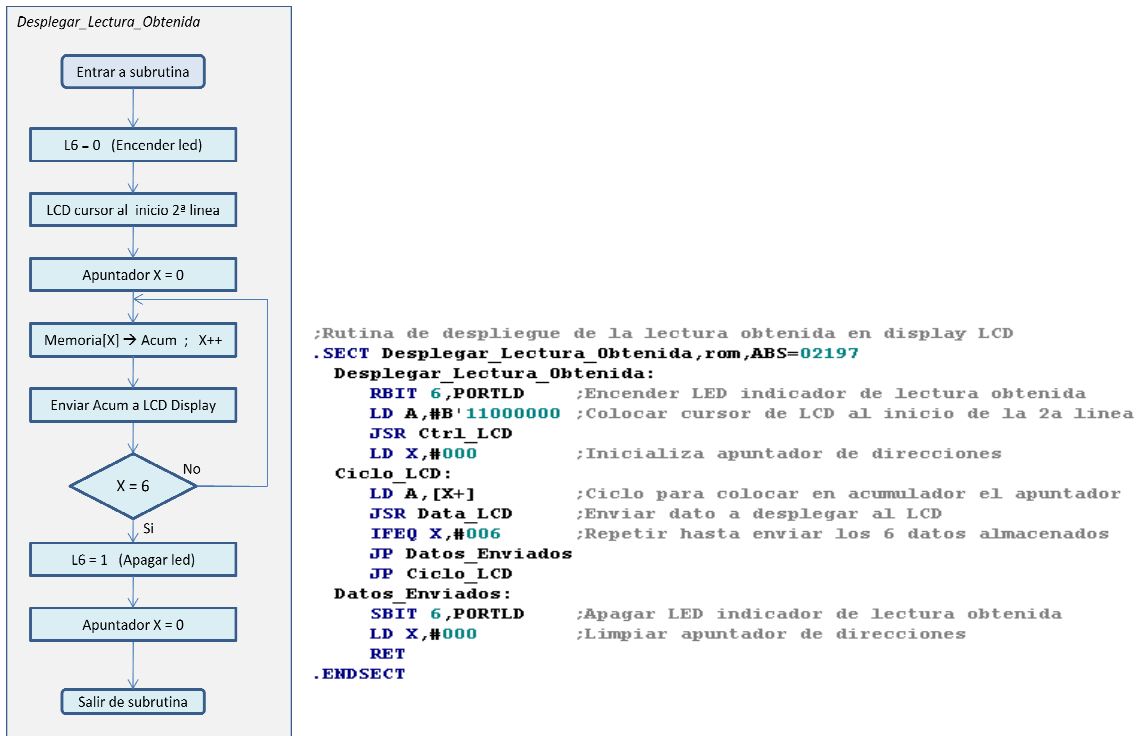 Desplegar_Lectura_Obtenida
Entrar a subrutina
L6 = 0 (Encender led)
LCD cursor al inicio 2ª linea
Apuntador X = 0
Memoria[X] → Acum ; X++
Enviar Acum a LCD Display
X = 6
No
Si
L6 = 1 (Apagar led)
Apuntador X = 0
Salir de subrutina
;Rutina de despliegue de la lectura obtenida en display LCD
.SECT Desplegar_Lectura_Obtenida,rom,ABS=02197
Desplegar_Lectura_Obtenida:
RBIT 6,PORTLD ;Encender LED indicador de lectura obtenida
LD A,#B'11000000 ;Colocar cursor de LCD al inicio de la 2a linea
JSR Ctrl_LCD
LD X,#000 ;Inicializa apuntador de direcciones
Ciclo_LCD:
LD A,[X+] ;Ciclo para colocar en acumulador el apuntador
JSR Data_LCD ;Enviar dato a desplegar al LCD
IFEQ X,#006 ;Repetir hasta enviar los 6 datos almacenados
JP Datos_Enviados
JP Ciclo_LCD
Datos_Enviados:
SBIT 6,PORTLD ;Apagar LED indicador de lectura obtenida
LD X,#000 ;Limpiar apuntador de direcciones
RET
.ENDSECT